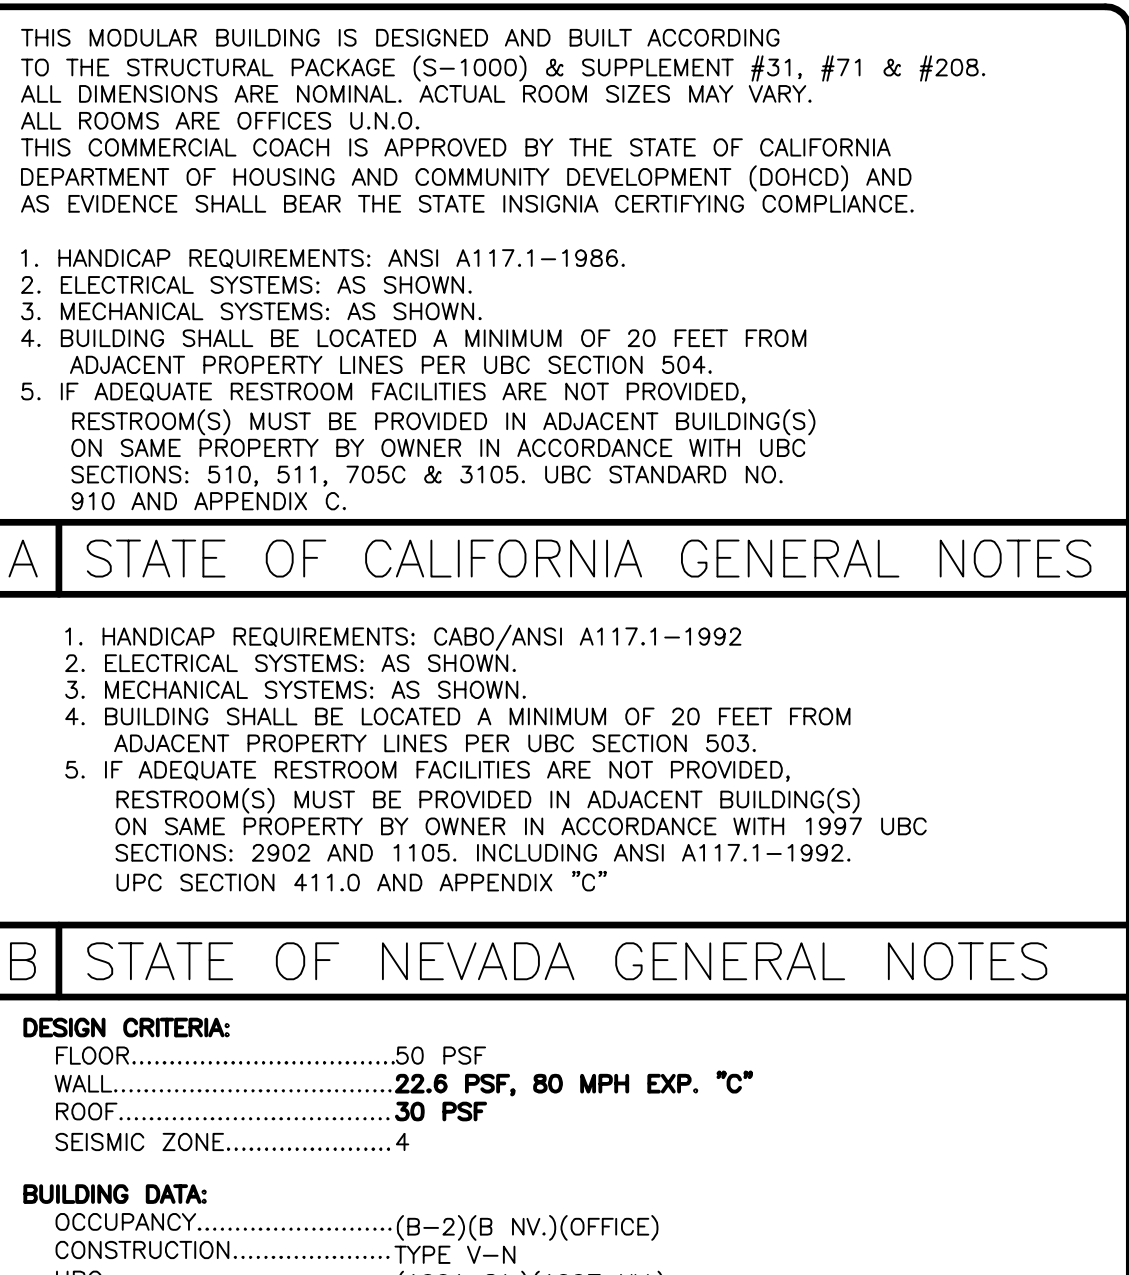 THIS MODULAR BUILDING IS DESIGNED AND BUILT ACCORDING
TO THE STRUCTURAL PACKAGE (S-1000) & SUPPLEMENT #31, #71 & #208.
ALL DIMENSIONS ARE NOMINAL. ACTUAL ROOM SIZES MAY VARY.
ALL ROOMS ARE OFFICES U.N.O.
THIS COMMERCIAL COACH IS APPROVED BY THE STATE OF CALIFORNIA
DEPARTMENT OF HOUSING AND COMMUNITY DEVELOPMENT (DOHCD) AND
AS EVIDENCE SHALL BEAR THE STATE INSIGNIA CERTIFYING COMPLIANCE.
1. HANDICAP REQUIREMENTS: ANSI A117.1-1986.
2. ELECTRICAL SYSTEMS: AS SHOWN.
3. MECHANICAL SYSTEMS: AS SHOWN.
4. BUILDING SHALL BE LOCATED A MINIMUM OF 20 FEET FROM
ADJACENT PROPERTY LINES PER UBC SECTION 504.
5. IF ADEQUATE RESTROOM FACILITIES ARE NOT PROVIDED,
RESTROOM(S) MUST BE PROVIDED IN ADJACENT BUILDING(S)
ON SAME PROPERTY BY OWNER IN ACCORDANCE WITH UBC
SECTIONS: 510, 511, 705C & 3105. UBC STANDARD NO.
910 AND APPENDIX C.
A STATE OF CALIFORNIA GENERAL NOTES
1. HANDICAP REQUIREMENTS: CABO/ANSI A117.1-1992
2. ELECTRICAL SYSTEMS: AS SHOWN.
3. MECHANICAL SYSTEMS: AS SHOWN.
4. BUILDING SHALL BE LOCATED A MINIMUM OF 20 FEET FROM
ADJACENT PROPERTY LINES PER UBC SECTION 503.
5. IF ADEQUATE RESTROOM FACILITIES ARE NOT PROVIDED,
RESTROOM(S) MUST BE PROVIDED IN ADJACENT BUILDING(S)
ON SAME PROPERTY BY OWNER IN ACCORDANCE WITH 1997 UBC
SECTIONS: 2902 AND 1105. INCLUDING ANSI A117.1-1992.
UPC SECTION 411.0 AND APPENDIX "C"
B STATE OF NEVADA GENERAL NOTES
DESIGN CRITERIA:
FLOOR...................................50 PSF
WALL.....................................22.6 PSF, 80 MPH EXP. "C"
ROOF....................................30 PSF
SEISMIC ZONE......................4
BUILDING DATA:
OCCUPANCY..........................(B-2)(B NV.)(OFFICE)
CONSTRUCTION.....................TYPE V-N